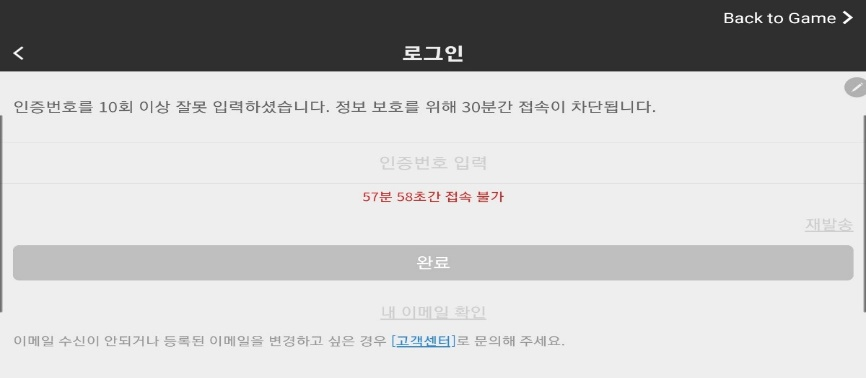 Back to Game
로그인
인증번호를 10회 이상 잘못 입력하셨습니다. 정보 보호를 위해 30분간 접속이 차단됩니다.
인증번호 입력
57분 58초간 접속 불가
재발송
완료
내 이메일 확인
이메일 수신이 안되거나 등록된 이메일을 변경하고 싶은 경우 [고객센터]로 문의해 주세요.